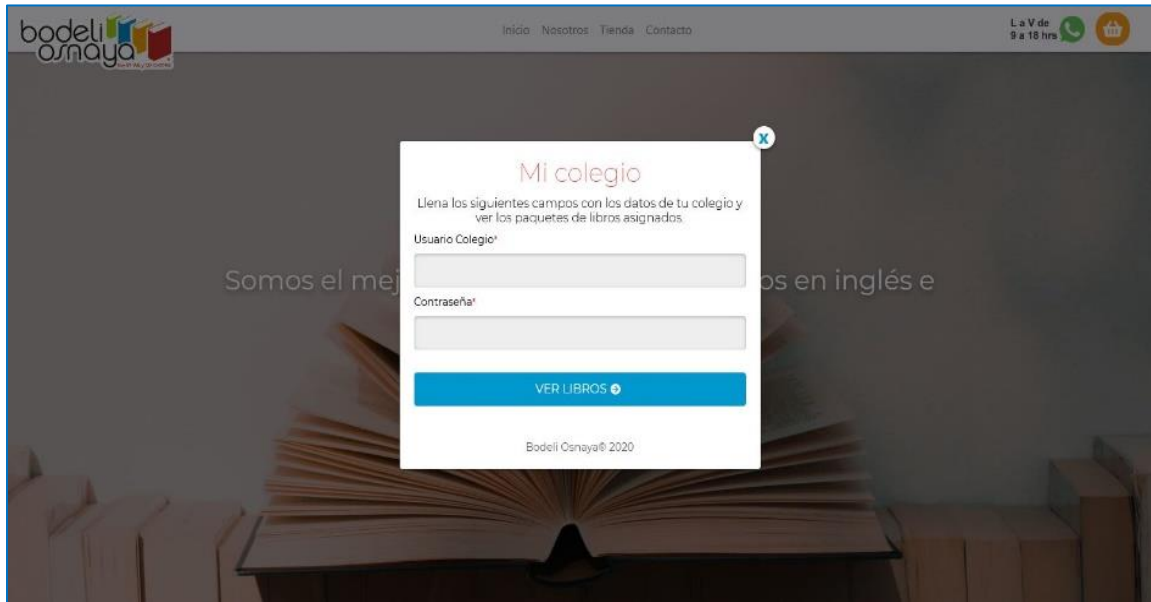 bodeli
osnaya
Inicio Nosotros Tienda Contacto
L a V de
9 a 18 hrs
X
Mi colegio
Llena los siguientes campos con los datos de tu colegio y
ver los paquetes de libros asignados
Usuario Colegio*
Somos el mej os en inglés e
Contraseña*
VER LIBROS
Bodeli Osnaya® 2020